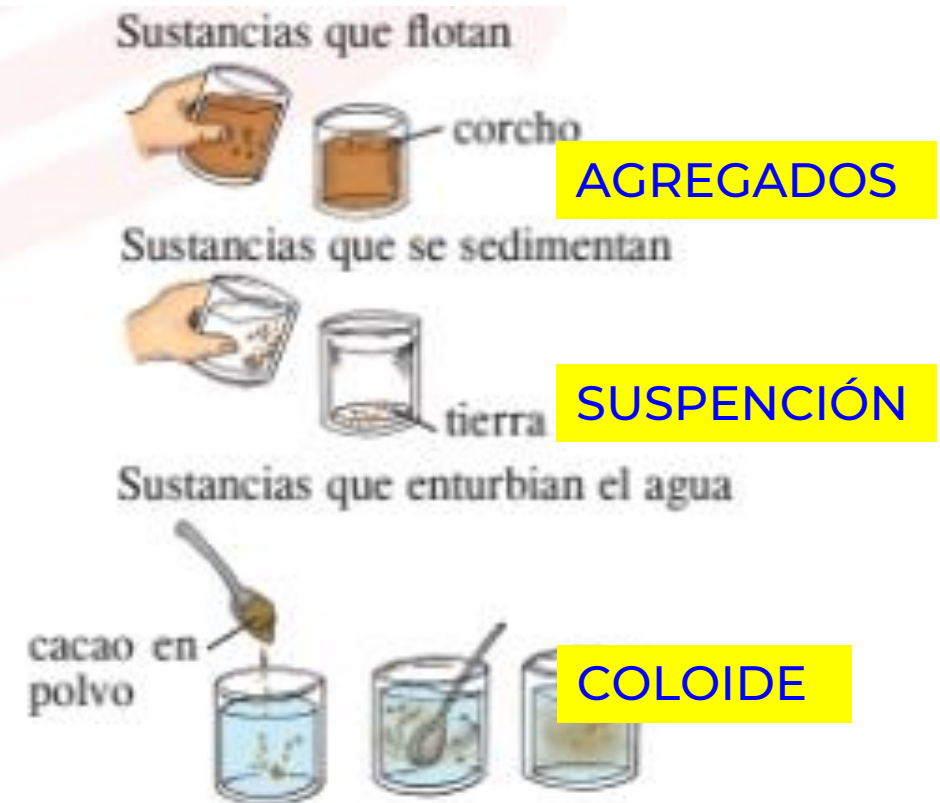 Sustancias que flotan
corcho
AGREGADOS
Sustancias que se sedimentan
tierra
SUSPENCIÓN
Sustancias que enturbian el agua
cacao en
polvo
COLOIDE